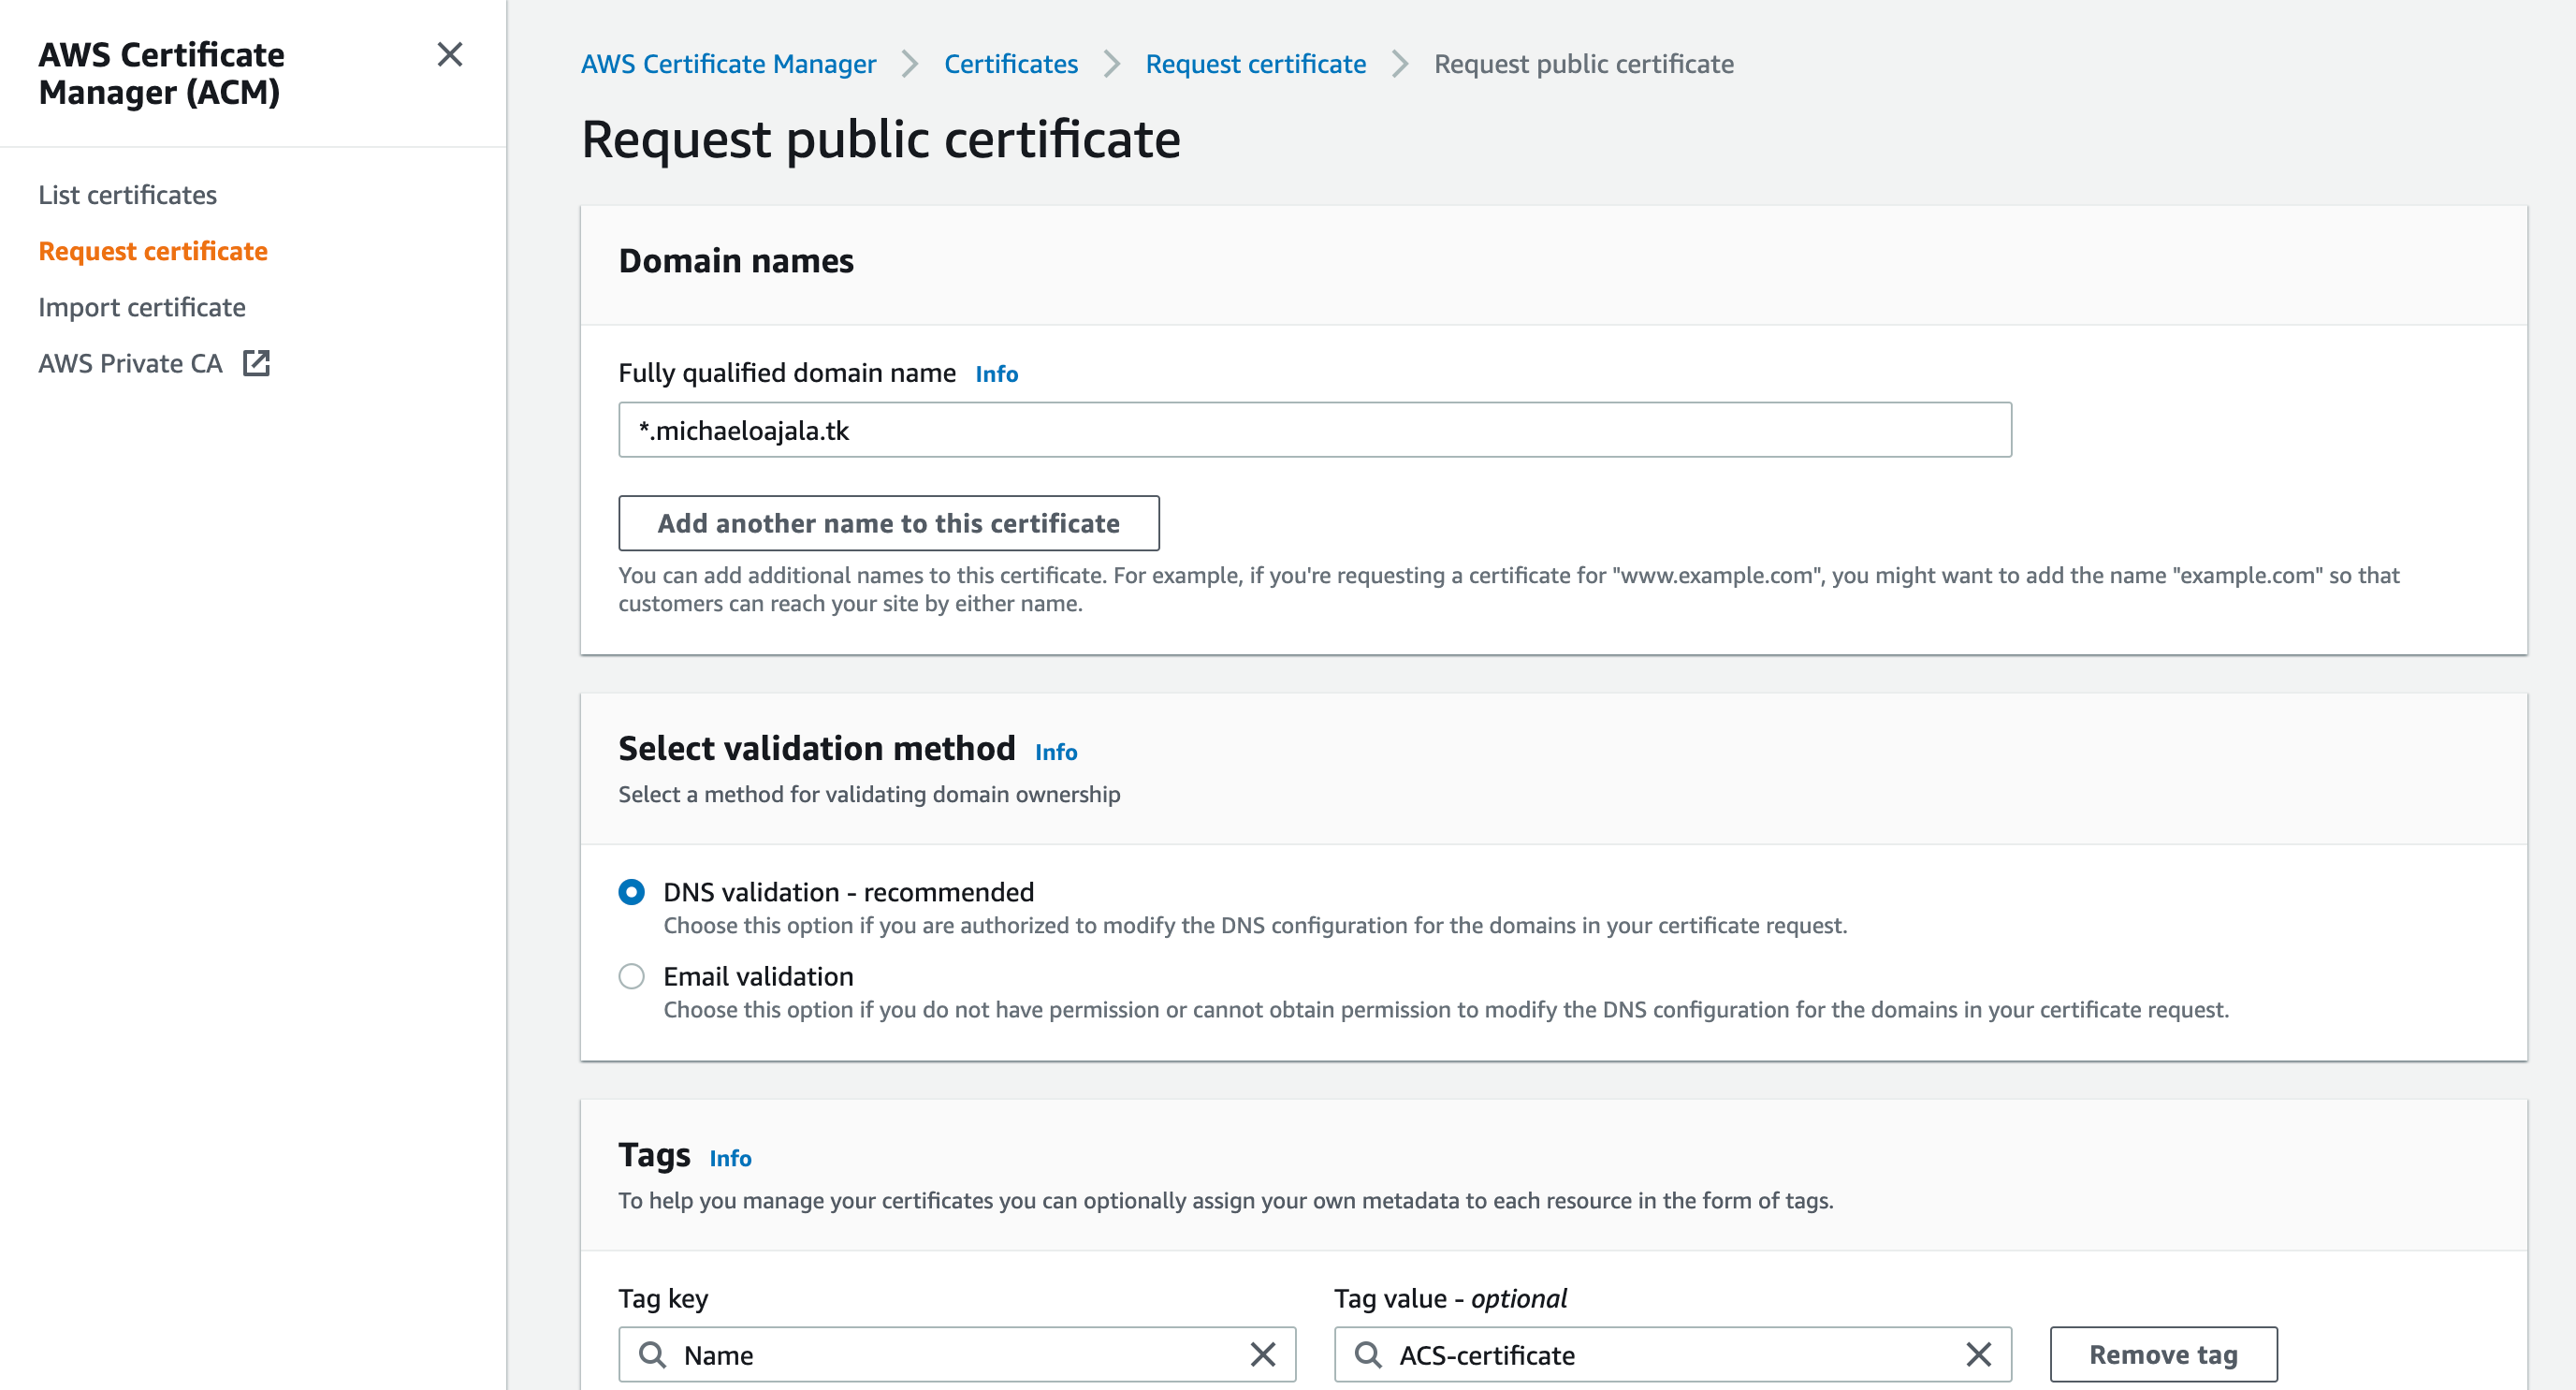 AWS Certificate
Manager (ACM)
List certificates
Request certificate
Import certificate
AWS Private CA
AWS Certificate Manager > Certificates > Request certificate > Request public certificate
Request public certificate
Domain names
Fully qualified domain name Info
*.michaeloajala.tk
Add another name to this certificate
You can add additional names to this certificate. For example, if you're requesting a certificate for "www.example.com", you might want to add the name "example.com" so that
customers can reach your site by either name.
Select validation method Info
Select a method for validating domain ownership
DNS validation - recommended
Choose this option if you are authorized to modify the DNS configuration for the domains in your certificate request.
Email validation
Choose this option if you do not have permission or cannot obtain permission to modify the DNS configuration for the domains in your certificate request.
Tags Info
To help you manage your certificates you can optionally assign your own metadata to each resource in the form of tags.
Tag key Tag value - optional
Name ACS-certificate Remove tag